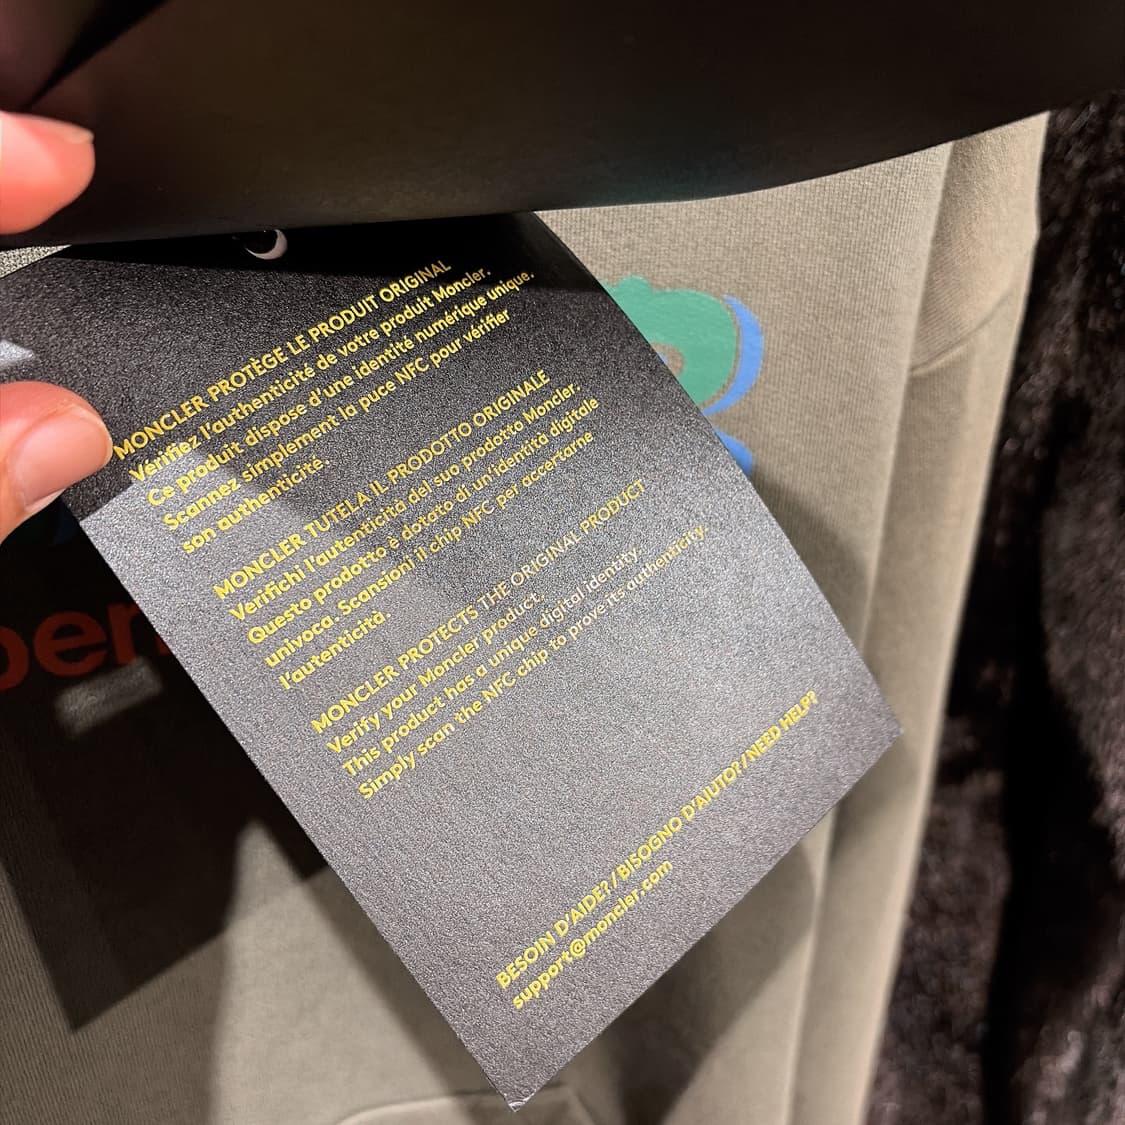 MONCLER PROTÈGE LE PRODUIT ORIGINAL
Vérifiez l'authenticité de votre produit Moncler.
Ce produit dispose d'une identité numérique unique.
Scannez simplement la puce NFC pour vérifier
son authenticité.
MONCLER TUTELA IL PRODOTTO ORIGINALE
Verifichi l'autenticità del suo prodotto Moncler.
Questo prodotto è dotato di un'identità digitale
univoca. Scansioni il chip NFC per accertarne
l'autenticità.
MONCLER PROTECTS THE ORIGINAL PRODUCT
Verify your Moncler product.
This product has a unique digital identity.
Simply scan the NFC chip to prove its authenticity.
BESOIN D'AIDE? / BISOGNO D'AIUTO? / NEED HELP?
support@moncler.com